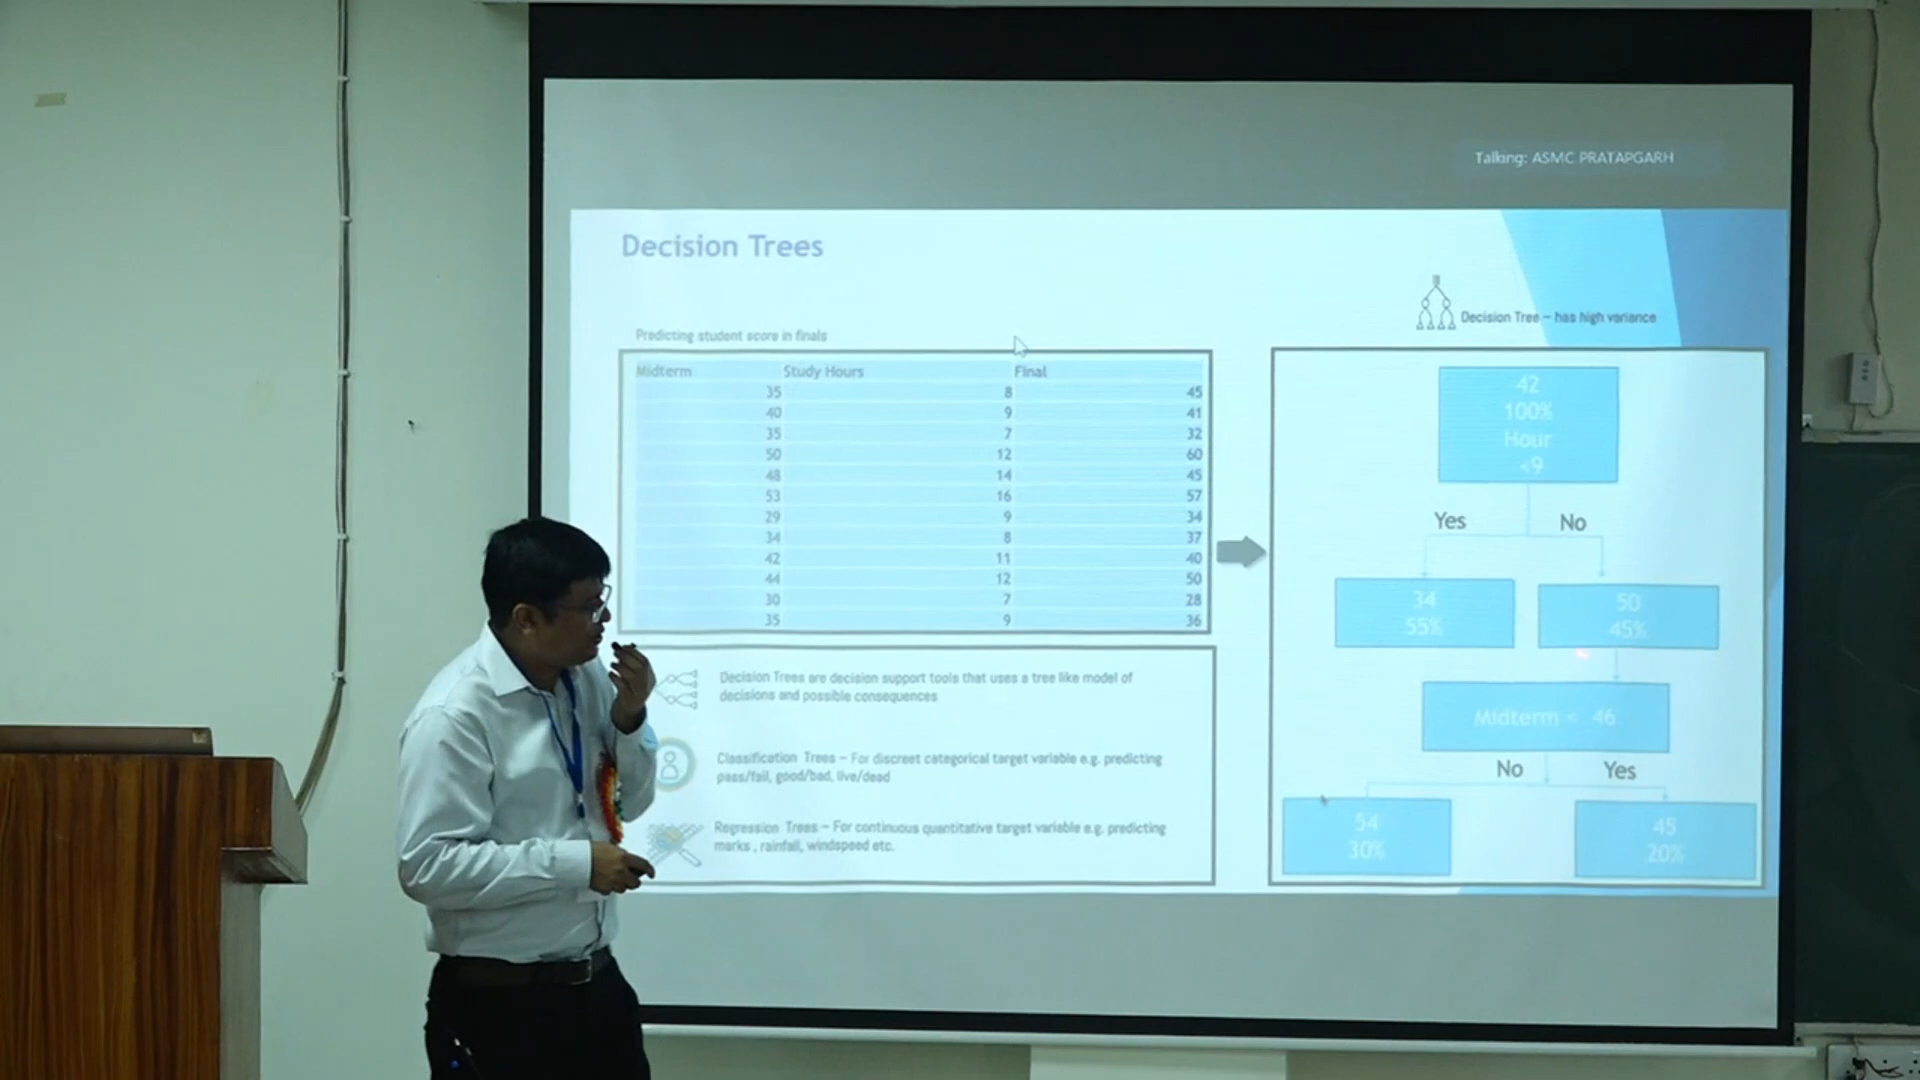 Talking: ASMC PRATAPGARH
Decision Trees
Decision Tree – has high variance
Predicting student score in finals
Midterm Study Hours Final
35 8 45
40 9 41
35 7 32
50 12 60
48 14 45
53 16 57
29 9 34
34 8 37
42 11 40
44 12 50
30 7 28
35 9 36
Decision Trees are decision support tools that uses a tree like model of
decisions and possible consequences
Classification Trees – For discreet categorical target variable e.g. predicting
pass/fail, good/bad, live/dead
Regression Trees – For continuous quantitative target variable e.g. predicting
marks , rainfall, windspeed etc.
42
100%
Hour
<9
Yes No
34
55%
50
45%
Midterm < 46
No Yes
54
30%
45
20%